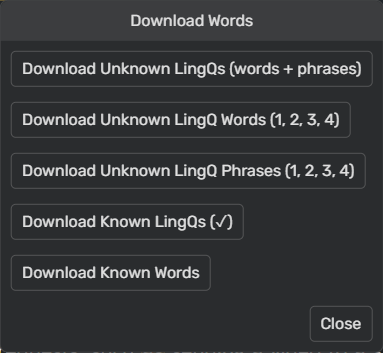 Download Words
Download Unknown LingQs (words + phrases)
Download Unknown LingQ Words (1, 2, 3, 4)
Download Unknown LingQ Phrases (1, 2, 3, 4)
Download Known LingQs (✓)
Download Known Words
Close